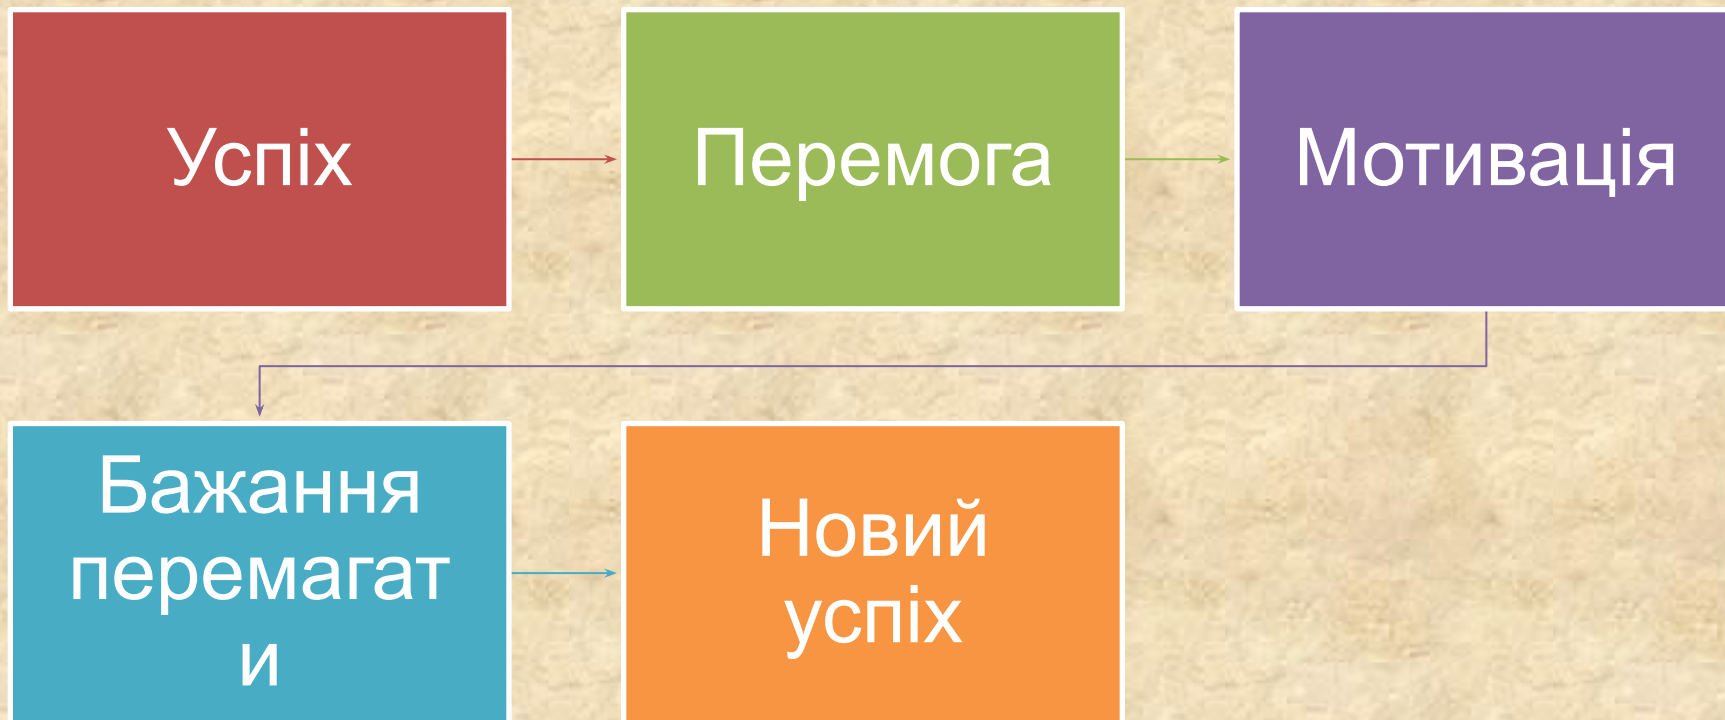 Успіх
Перемога
Мотивація
Бажання
перемагат
и
Новий
успіх